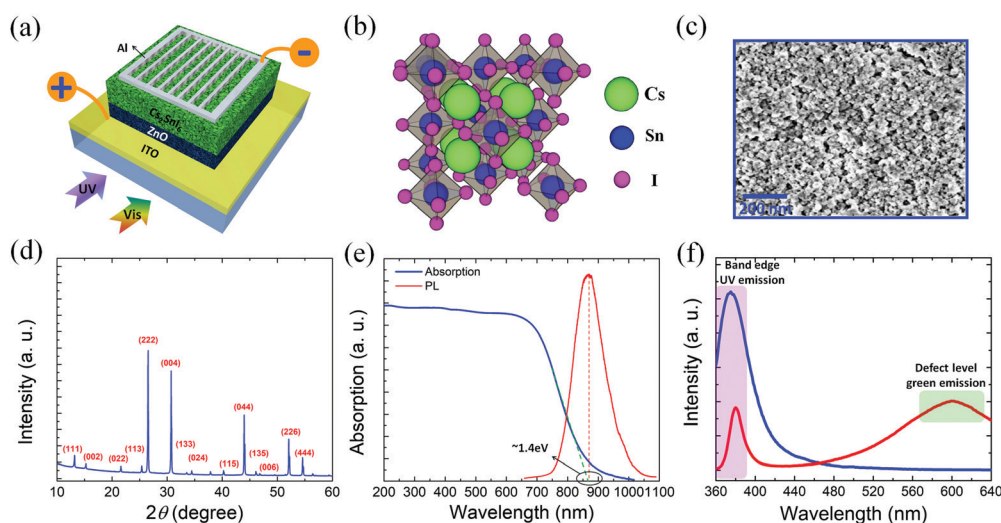 (a)
Al
Cs₂SnI₆
ZnO
ITO
UV
Vis
(b)
Cs
Sn
I
(c)
200 nm
(d)
Intensity (a. u.)
(111)
(002)
(022)
(113)
(222)
(004)
(133)
(024)
(115)
(044)
(135)
(006)
(226)
(444)
10 20 30 40 50 60
2θ (degree)
(e)
Absorption (a. u.)
Absorption
PL
~1.4eV
200 300 400 500 600 700 800 900 1000 1100
Wavelength (nm)
(f)
Intensity (a. u.)
Band edge
UV emission
Defect level
green emission
360 400 440 480 520 560 600 640
Wavelength (nm)